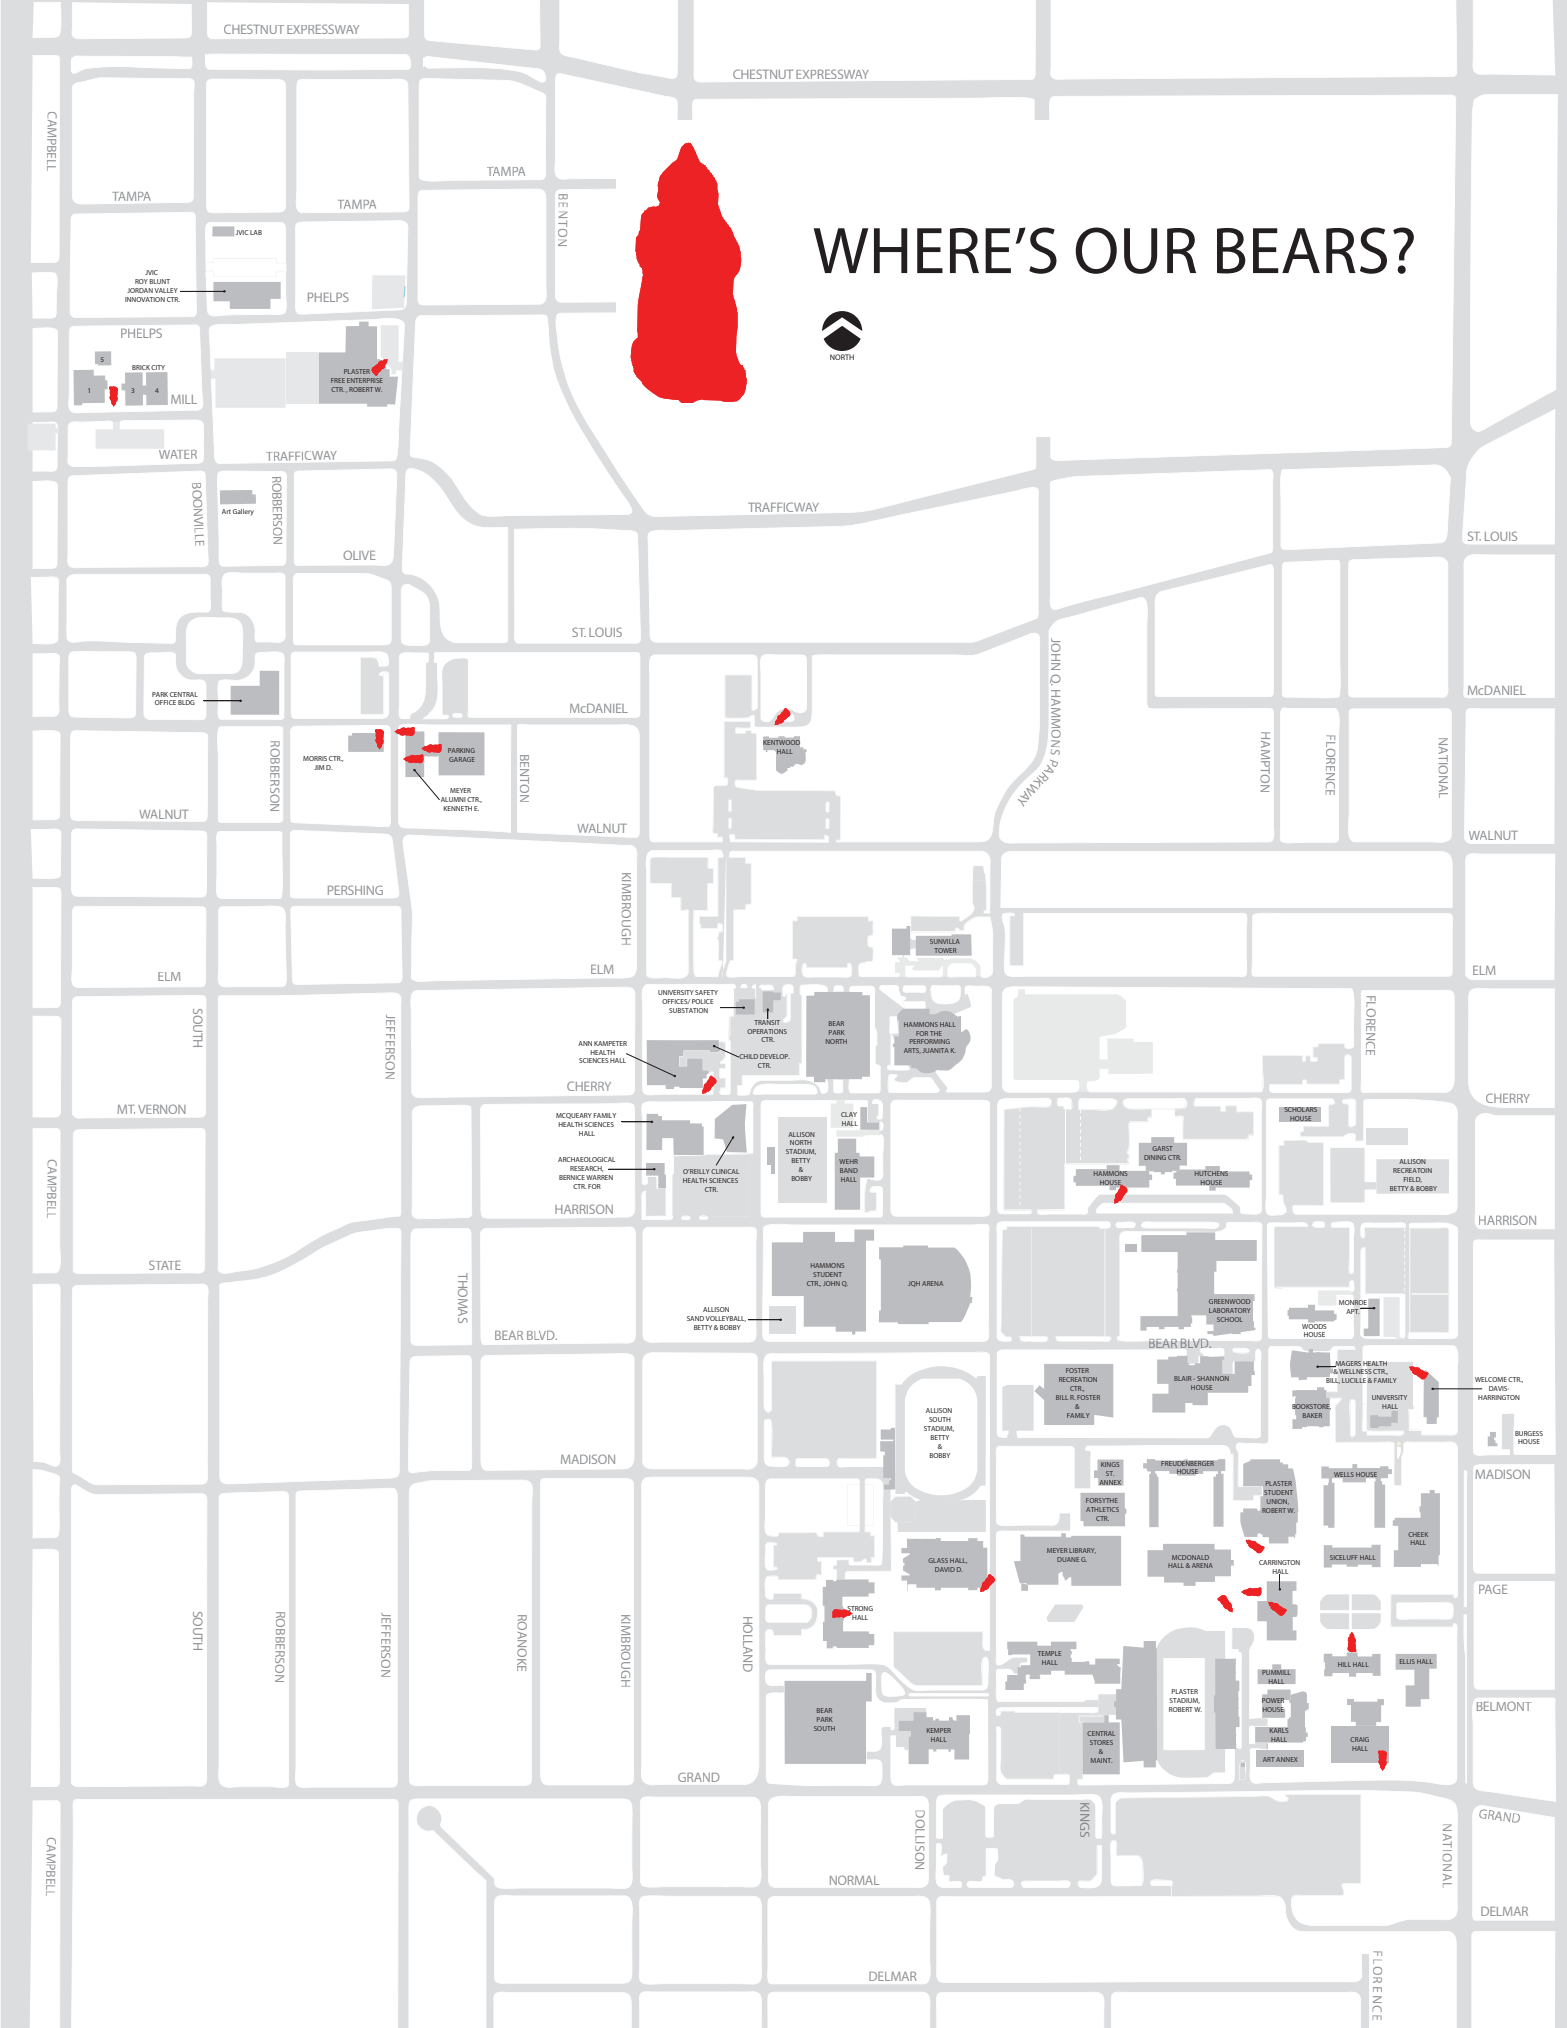 CHESTNUT EXPRESSWAY
CHESTNUT EXPRESSWAY
CAMPBELL
TAMPA
TAMPA
TAMPA
BENTON
WHERE'S OUR BEARS?
NORTH
JVIC LAB
JVIC
ROY BLUNT
JORDAN VALLEY
INNOVATION CTR.
PHELPS
PHELPS
5
BRICK CITY
1
3
4
MILL
PLASTER
FREE ENTERPRISE
CTR., ROBERT W.
WATER
TRAFFICWAY
BOONVILLE
ROBBERSON
Art Gallery
TRAFFICWAY
OLIVE
ST. LOUIS
ST. LOUIS
JOHN Q. HAMMONS PARKWAY
PARK CENTRAL
OFFICE BLDG
McDANIEL
McDANIEL
ROBBERSON
MORRIS CTR.,
JIM D.
PARKING
GARAGE
MEYER
ALUMNI CTR.,
KENNETH E.
BENTON
KENTWOOD
HALL
HAMPTON
FLORENCE
NATIONAL
WALNUT
WALNUT
WALNUT
PERSHING
KIMBROUGH
SUNVILLA
TOWER
ELM
ELM
ELM
SOUTH
JEFFERSON
UNIVERSITY SAFETY
OFFICES/ POLICE
SUBSTATION
TRANSIT
OPERATIONS
CTR.
BEAR
PARK
NORTH
HAMMONS HALL
FOR THE
PERFORMING
ARTS, JUANITA K.
FLORENCE
ANN KAMPETER
HEALTH
SCIENCES HALL
CHILD DEVELOP.
CTR.
CHERRY
CHERRY
MT. VERNON
MCQUEARY FAMILY
HEALTH SCIENCES
HALL
ARCHAEOLOGICAL
RESEARCH,
BERNICE WARREN
CTR. FOR
O'REILLY CLINICAL
HEALTH SCIENCES
CTR.
ALLISON
NORTH
STADIUM,
BETTY
&
BOBBY
CLAY
HALL
WEHR
BAND
HALL
SCHOLARS
HOUSE
GARST
DINING CTR.
HAMMONS
HOUSE
HUTCHENS
HOUSE
ALLISON
RECREATOIN
FIELD,
BETTY & BOBBY
CAMPBELL
HARRISON
HARRISON
STATE
THOMAS
HAMMONS
STUDENT
CTR., JOHN Q.
JQH ARENA
ALLISON
SAND VOLLEYBALL,
BETTY & BOBBY
GREENWOOD
LABORATORY
SCHOOL
MONROE
APT.
WOODS
HOUSE
BEAR BLVD.
BEAR BLVD.
FOSTER
RECREATION
CTR.,
BILL R. FOSTER
&
FAMILY
BLAIR - SHANNON
HOUSE
MAGERS HEALTH
& WELLNESS CTR.,
BILL, LUCILLE & FAMILY
UNIVERSITY
HALL
BOOKSTORE,
BAKER
WELCOME CTR.,
DAVIS-
HARRINGTON
BURGESS
HOUSE
ALLISON
SOUTH
STADIUM,
BETTY
&
BOBBY
MADISON
MADISON
KINGS
ST.
ANNEX
FREUDENBERGER
HOUSE
FORSYTHE
ATHLETICS
CTR.
PLASTER
STUDENT
UNION,
ROBERT W.
WELLS HOUSE
CHEEK
HALL
GLASS HALL,
DAVID D.
MEYER LIBRARY,
DUANE G.
MCDONALD
HALL & ARENA
CARRINGTON
HALL
SICELUFF HALL
PAGE
STRONG
HALL
SOUTH
ROBBERSON
JEFFERSON
ROANOKE
KIMBROUGH
HOLLAND
TEMPLE
HALL
HILL HALL
ELLIS HALL
PUMMILL
HALL
POWER
HOUSE
KARLS
HALL
ART ANNEX
CRAIG
HALL
PLASTER
STADIUM,
ROBERT W.
CENTRAL
STORES
&
MAINT.
BEAR
PARK
SOUTH
KEMPER
HALL
BELMONT
GRAND
GRAND
CAMPBELL
DOLLISON
KINGS
NATIONAL
NORMAL
DELMAR
DELMAR
FLORENCE